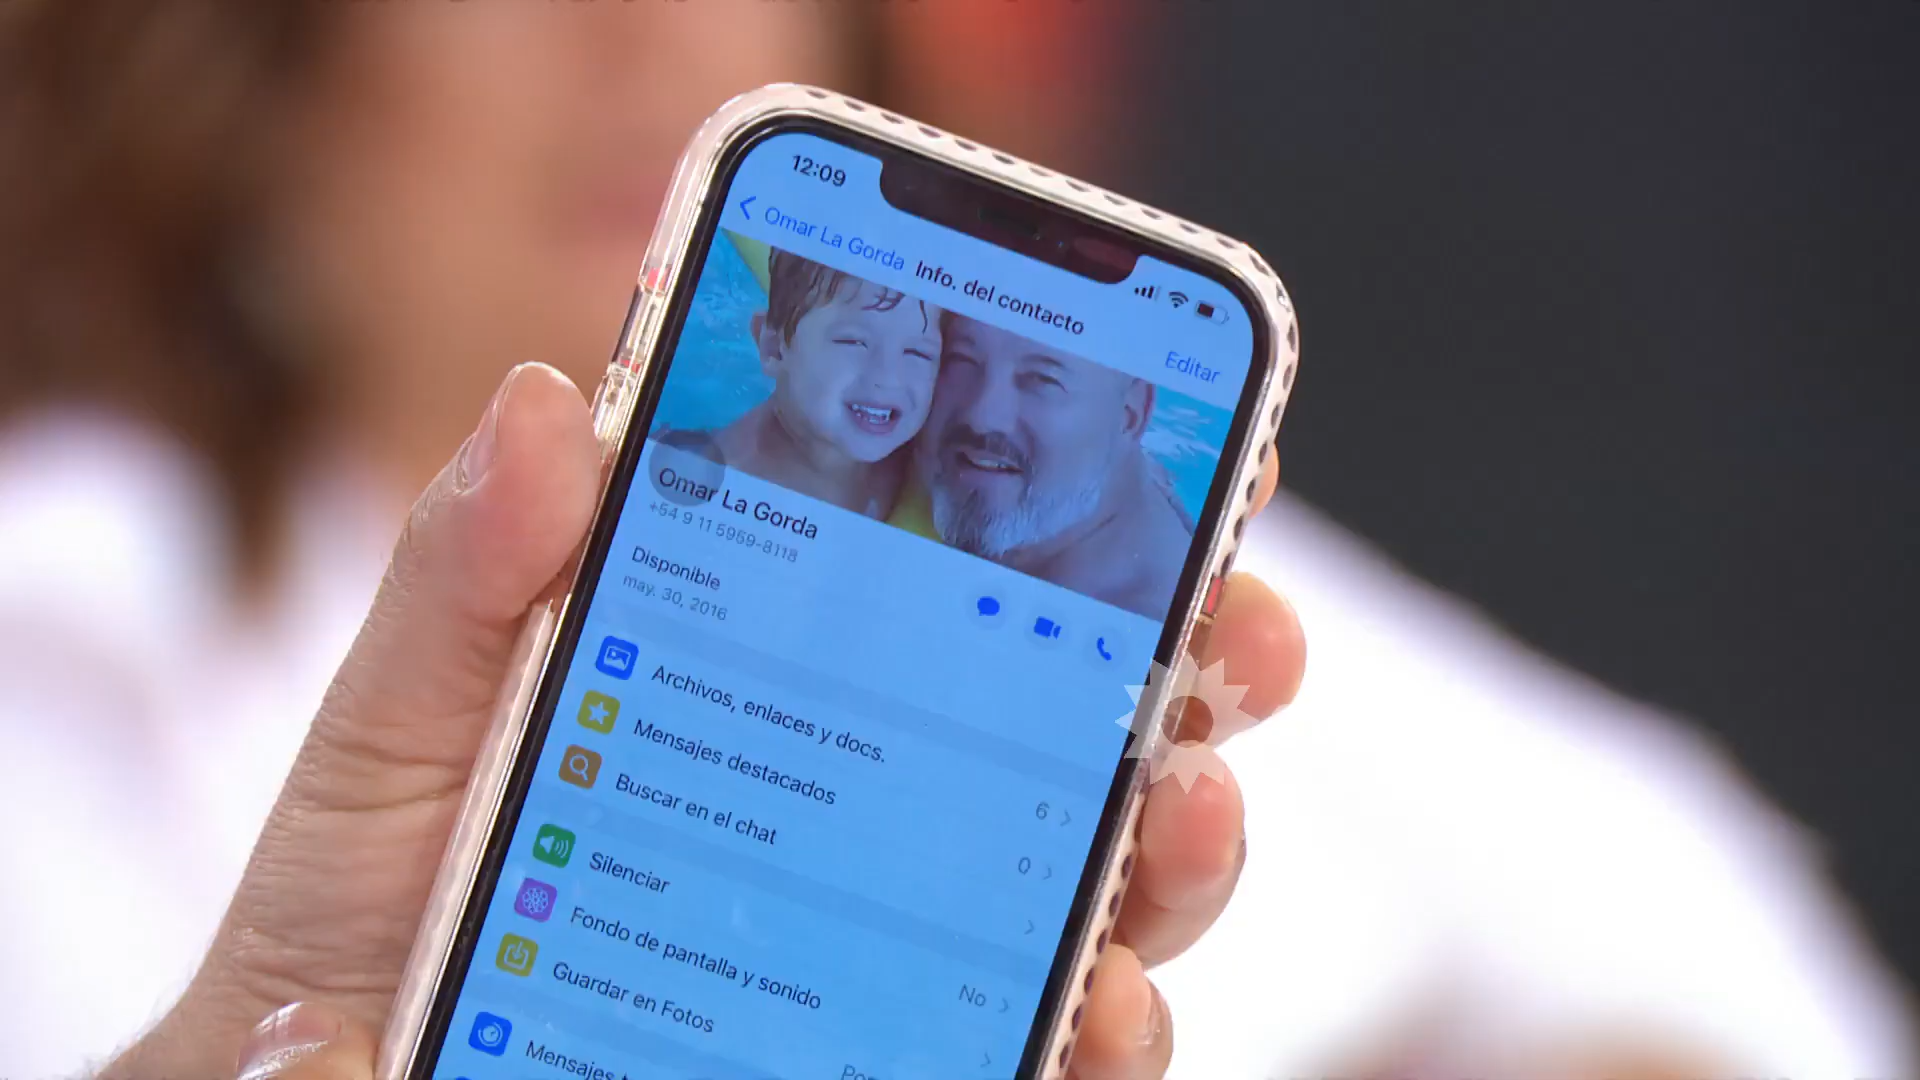 12:09
Omar La Gorda
Info. del contacto
Editar
Omar La Gorda
+54 9 11 5969-8118
Disponible
may. 30, 2016
Archivos, enlaces y docs.
6
Mensajes destacados
0
Buscar en el chat
Silenciar
No
Fondo de pantalla y sonido
Guardar en Fotos
Mensajes